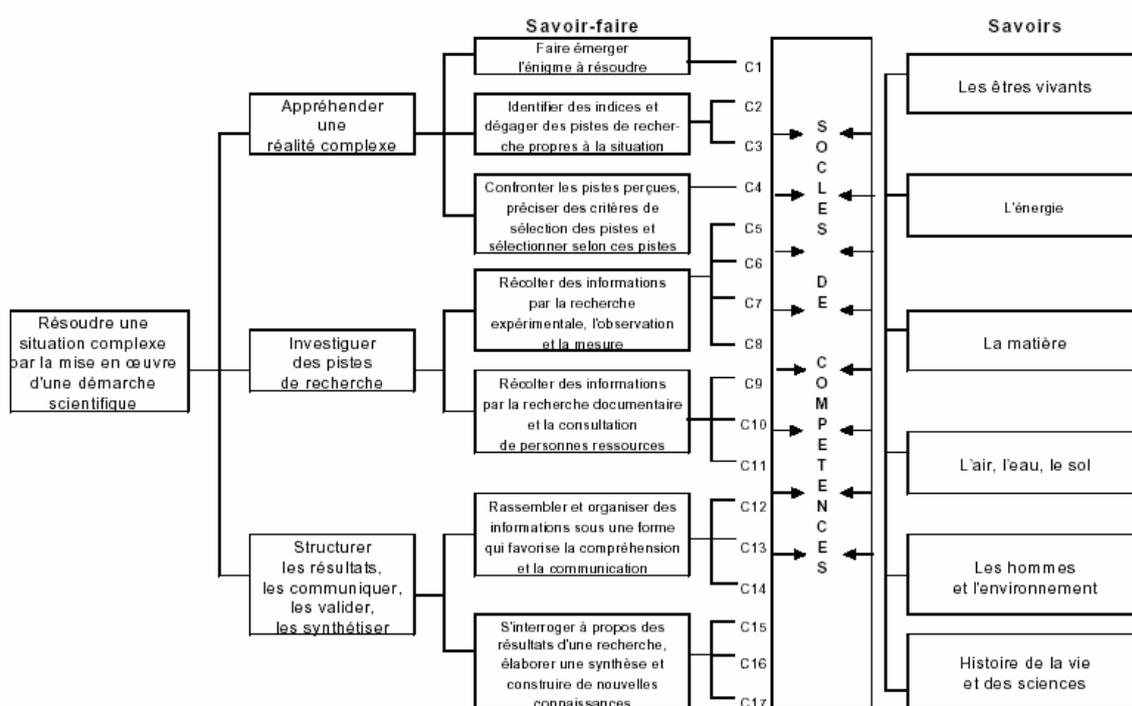 Savoir-faire
Savoirs
Résoudre une
situation complexe
par la mise en œuvre
d'une démarche
scientifique
Appréhender
une
réalité complexe
Investiguer
des pistes
de recherche
Structurer
les résultats,
les communiquer,
les valider,
les synthétiser
Faire émerger
l'énigme à résoudre
Identifier des indices et
dégager des pistes de recher-
che propres à la situation
Confronter les pistes perçues,
préciser des critères de
sélection des pistes et
sélectionner selon ces pistes
Récolter des informations
par la recherche
expérimentale, l'observation
et la mesure
Récolter des informations
par la recherche documentaire
et la consultation
de personnes ressources
Rassembler et organiser des
informations sous une forme
qui favorise la compréhension
et la communication
S'interroger à propos des
résultats d'une recherche,
élaborer une synthèse et
construire de nouvelles
connaissances
C1
C2
C3
C4
C5
C6
C7
C8
C9
C10
C11
C12
C13
C14
C15
C16
C17
SOCLES DE COMPETENCES
Les êtres vivants
L'énergie
La matière
L'air, l'eau, le sol
Les hommes
et l'environnement
Histoire de la vie
et des sciences